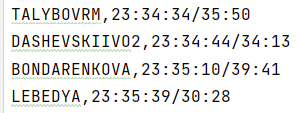 TALYBOVRM,23:34:34/35:50
DASHEVSKIIVO2,23:34:44/34:13
BONDARENKOVA,23:35:10/39:41
LEBEDYA,23:35:39/30:28